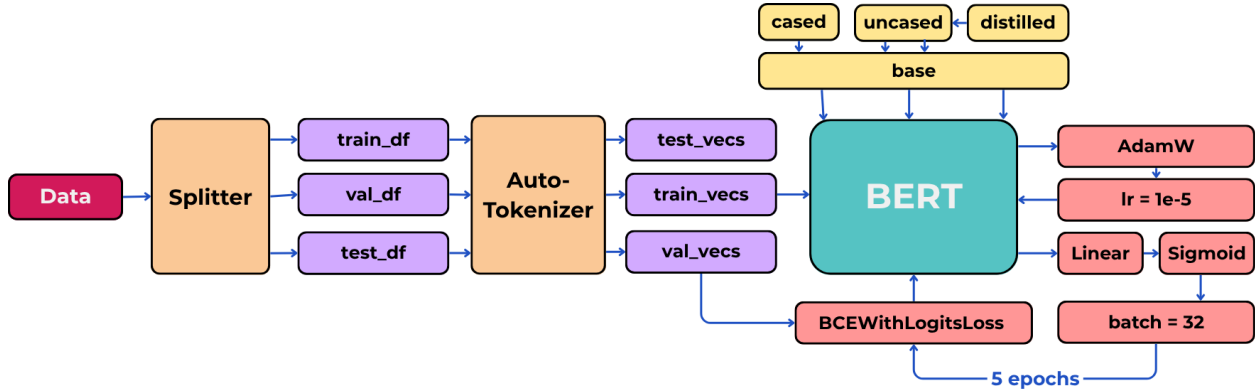 cased
uncased
distilled
base
Data
Splitter
train_df
val_df
test_df
Auto-
Tokenizer
test_vecs
train_vecs
val_vecs
BERT
AdamW
lr = 1e-5
Linear
Sigmoid
BCEWithLogitsLoss
batch = 32
5 epochs